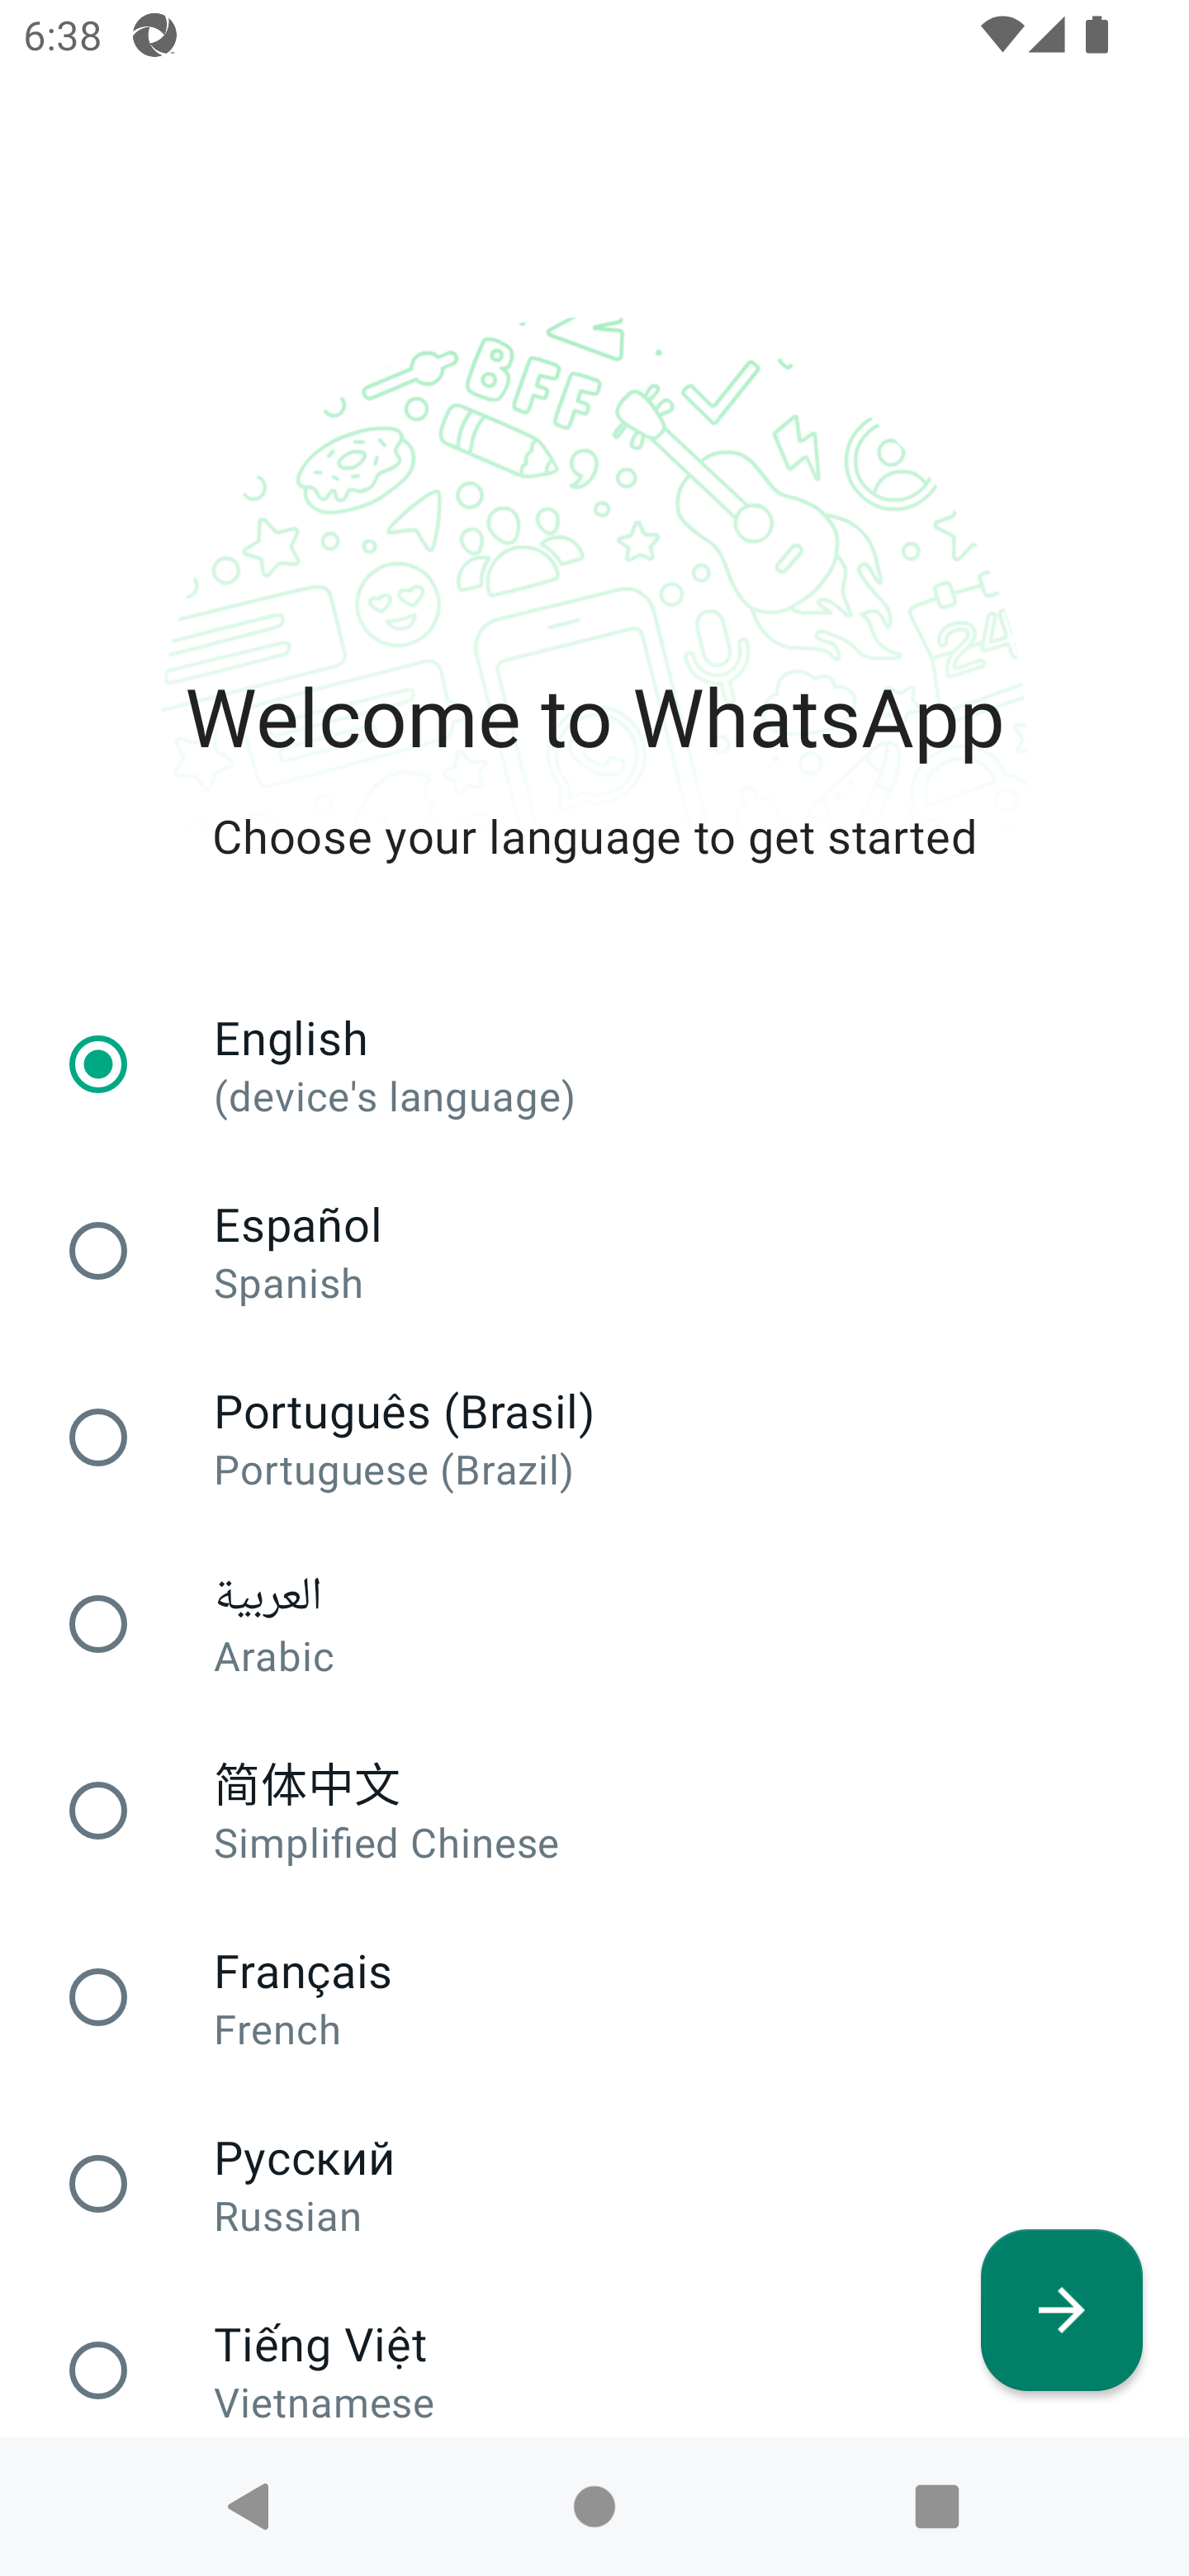 6:38
BFF
24
Welcome to WhatsApp
Choose your language to get started
English
(device's language)
Español
Spanish
Português (Brasil)
Portuguese (Brazil)
العربية
Arabic
简体中文
Simplified Chinese
Français
French
Русский
Russian
Tiếng Việt
Vietnamese